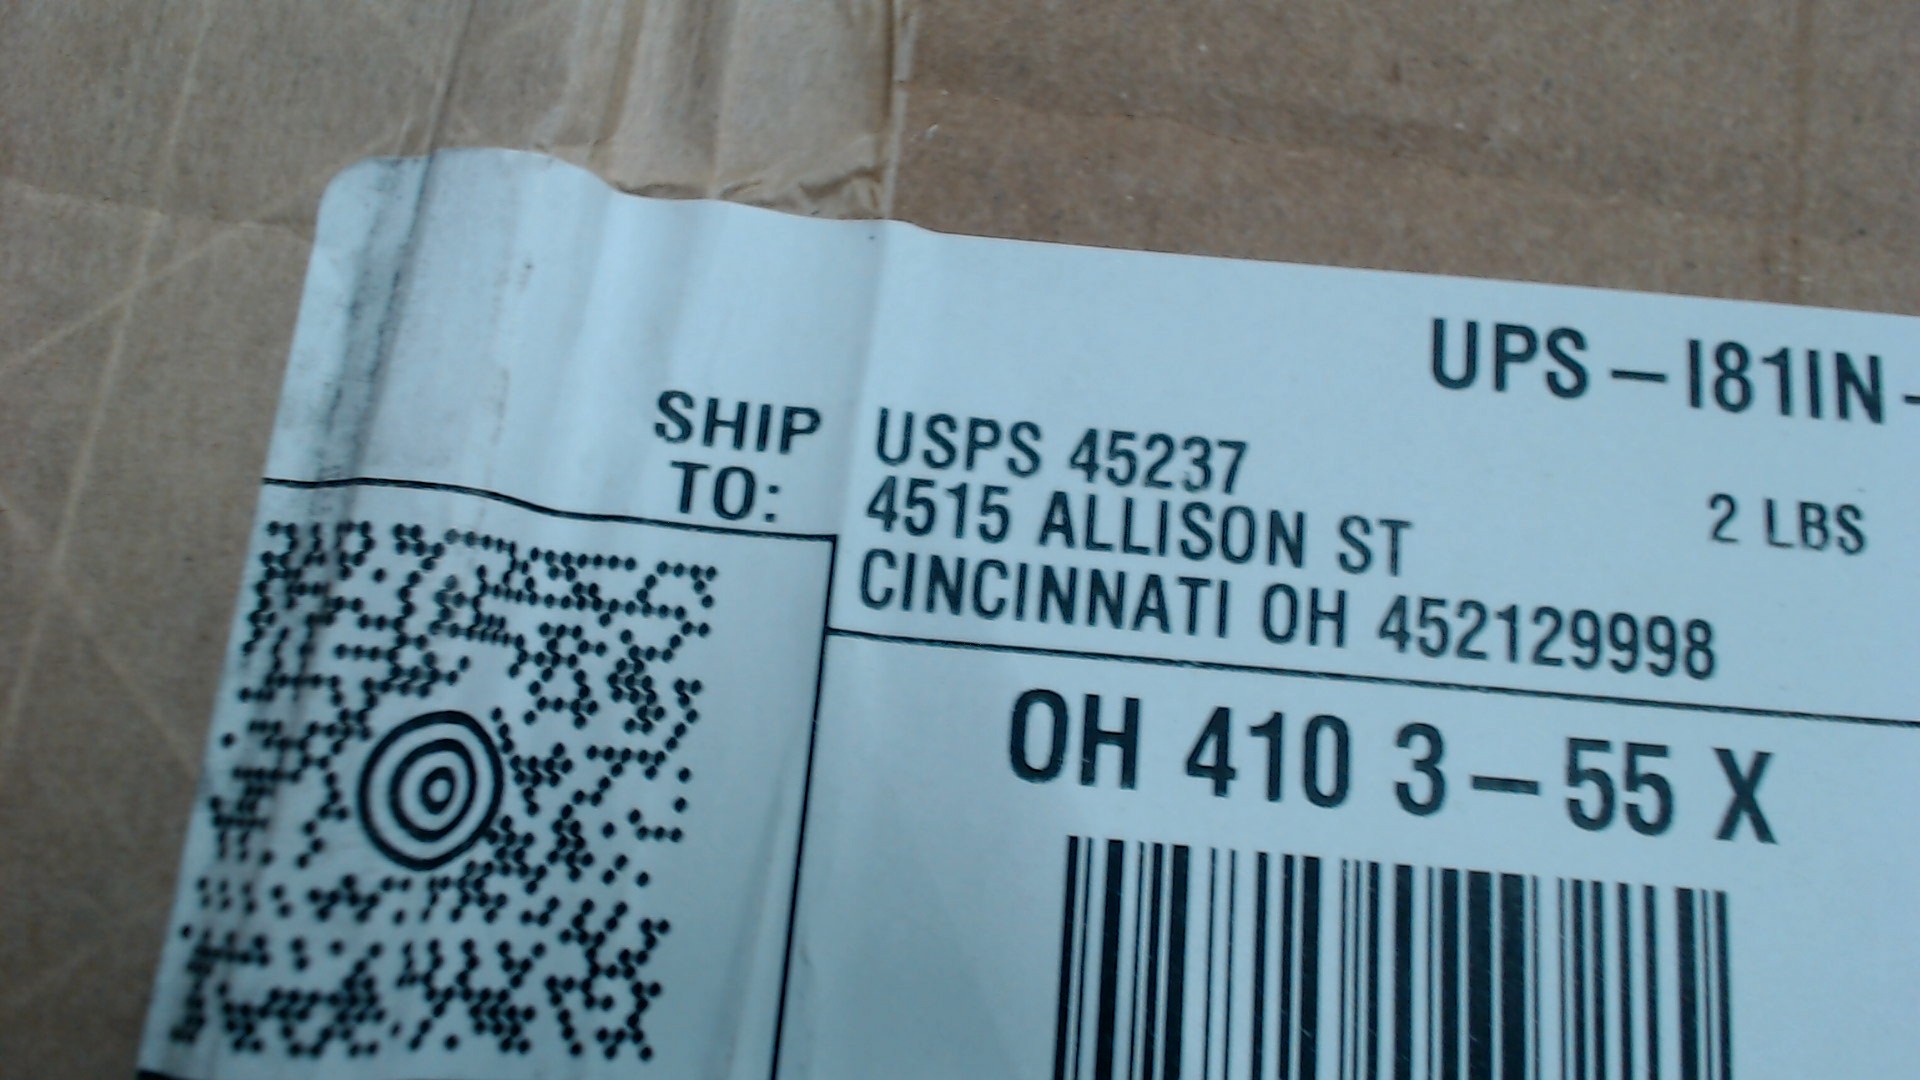 UPS – I81IN -
SHIP TO:
USPS 45237
4515 ALLISON ST
CINCINNATI OH 452129998
2 LBS
OH 410 3 – 55 X